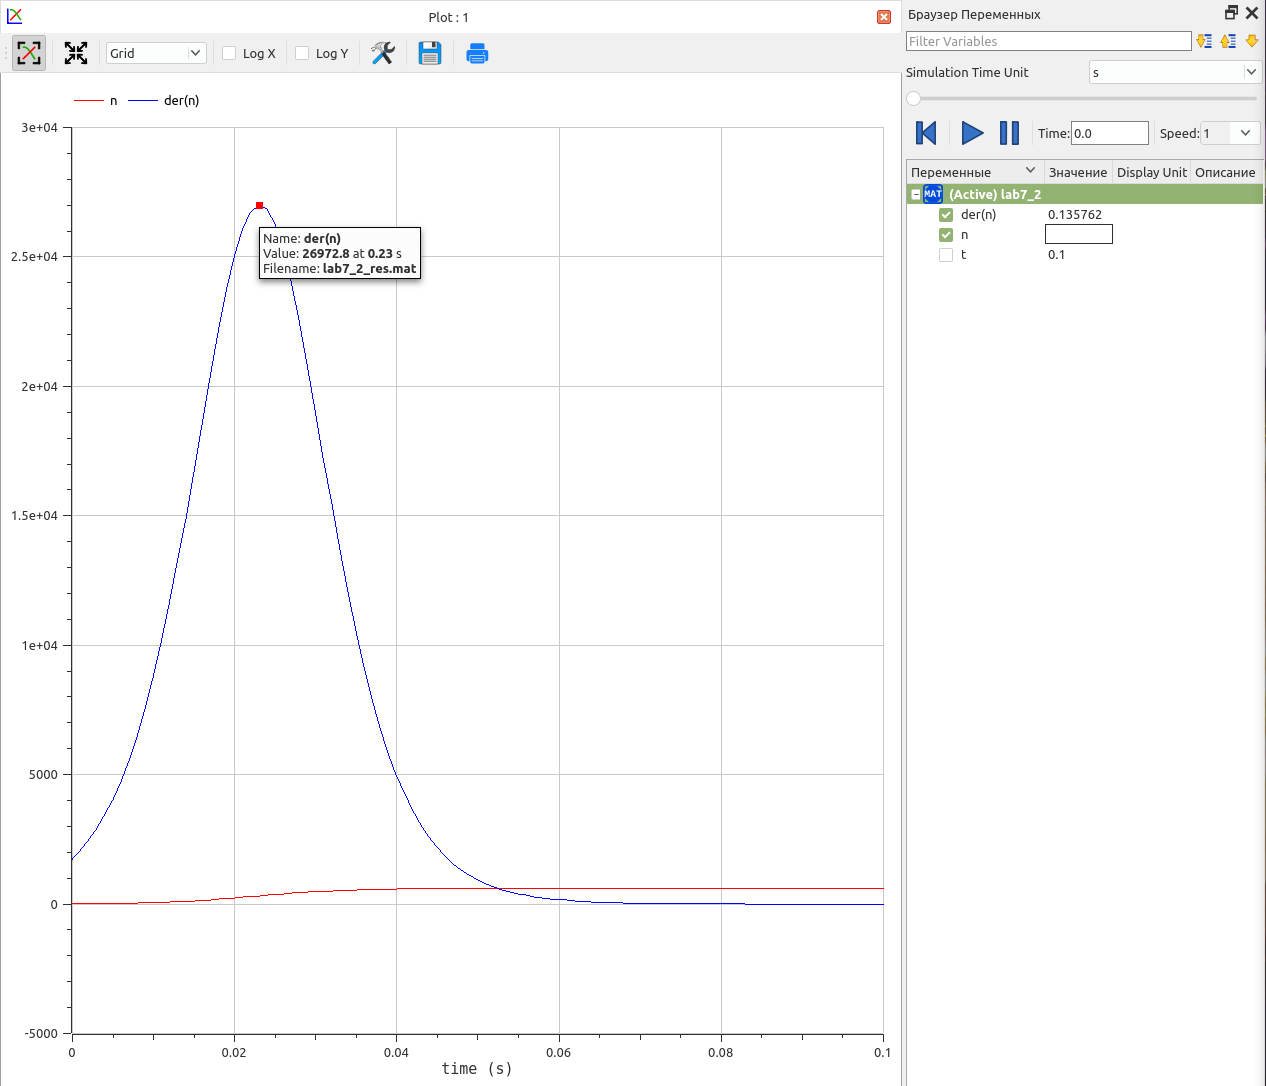 Plot : 1
Grid
Log X
Log Y
n
der(n)
3e+04
2.5e+04
2e+04
1.5e+04
1e+04
5000
0
-5000
Name: der(n)
Value: 26972.8 at 0.23 s
Filename: lab7_2_res.mat
0
0.02
0.04
0.06
0.08
0.1
time (s)
Браузер Переменных
Filter Variables
Simulation Time Unit
s
Time: 0.0
Speed: 1
Переменные
Значение
Display Unit
Описание
MAT
(Active) lab7_2
der(n)
0.135762
n
t
0.1